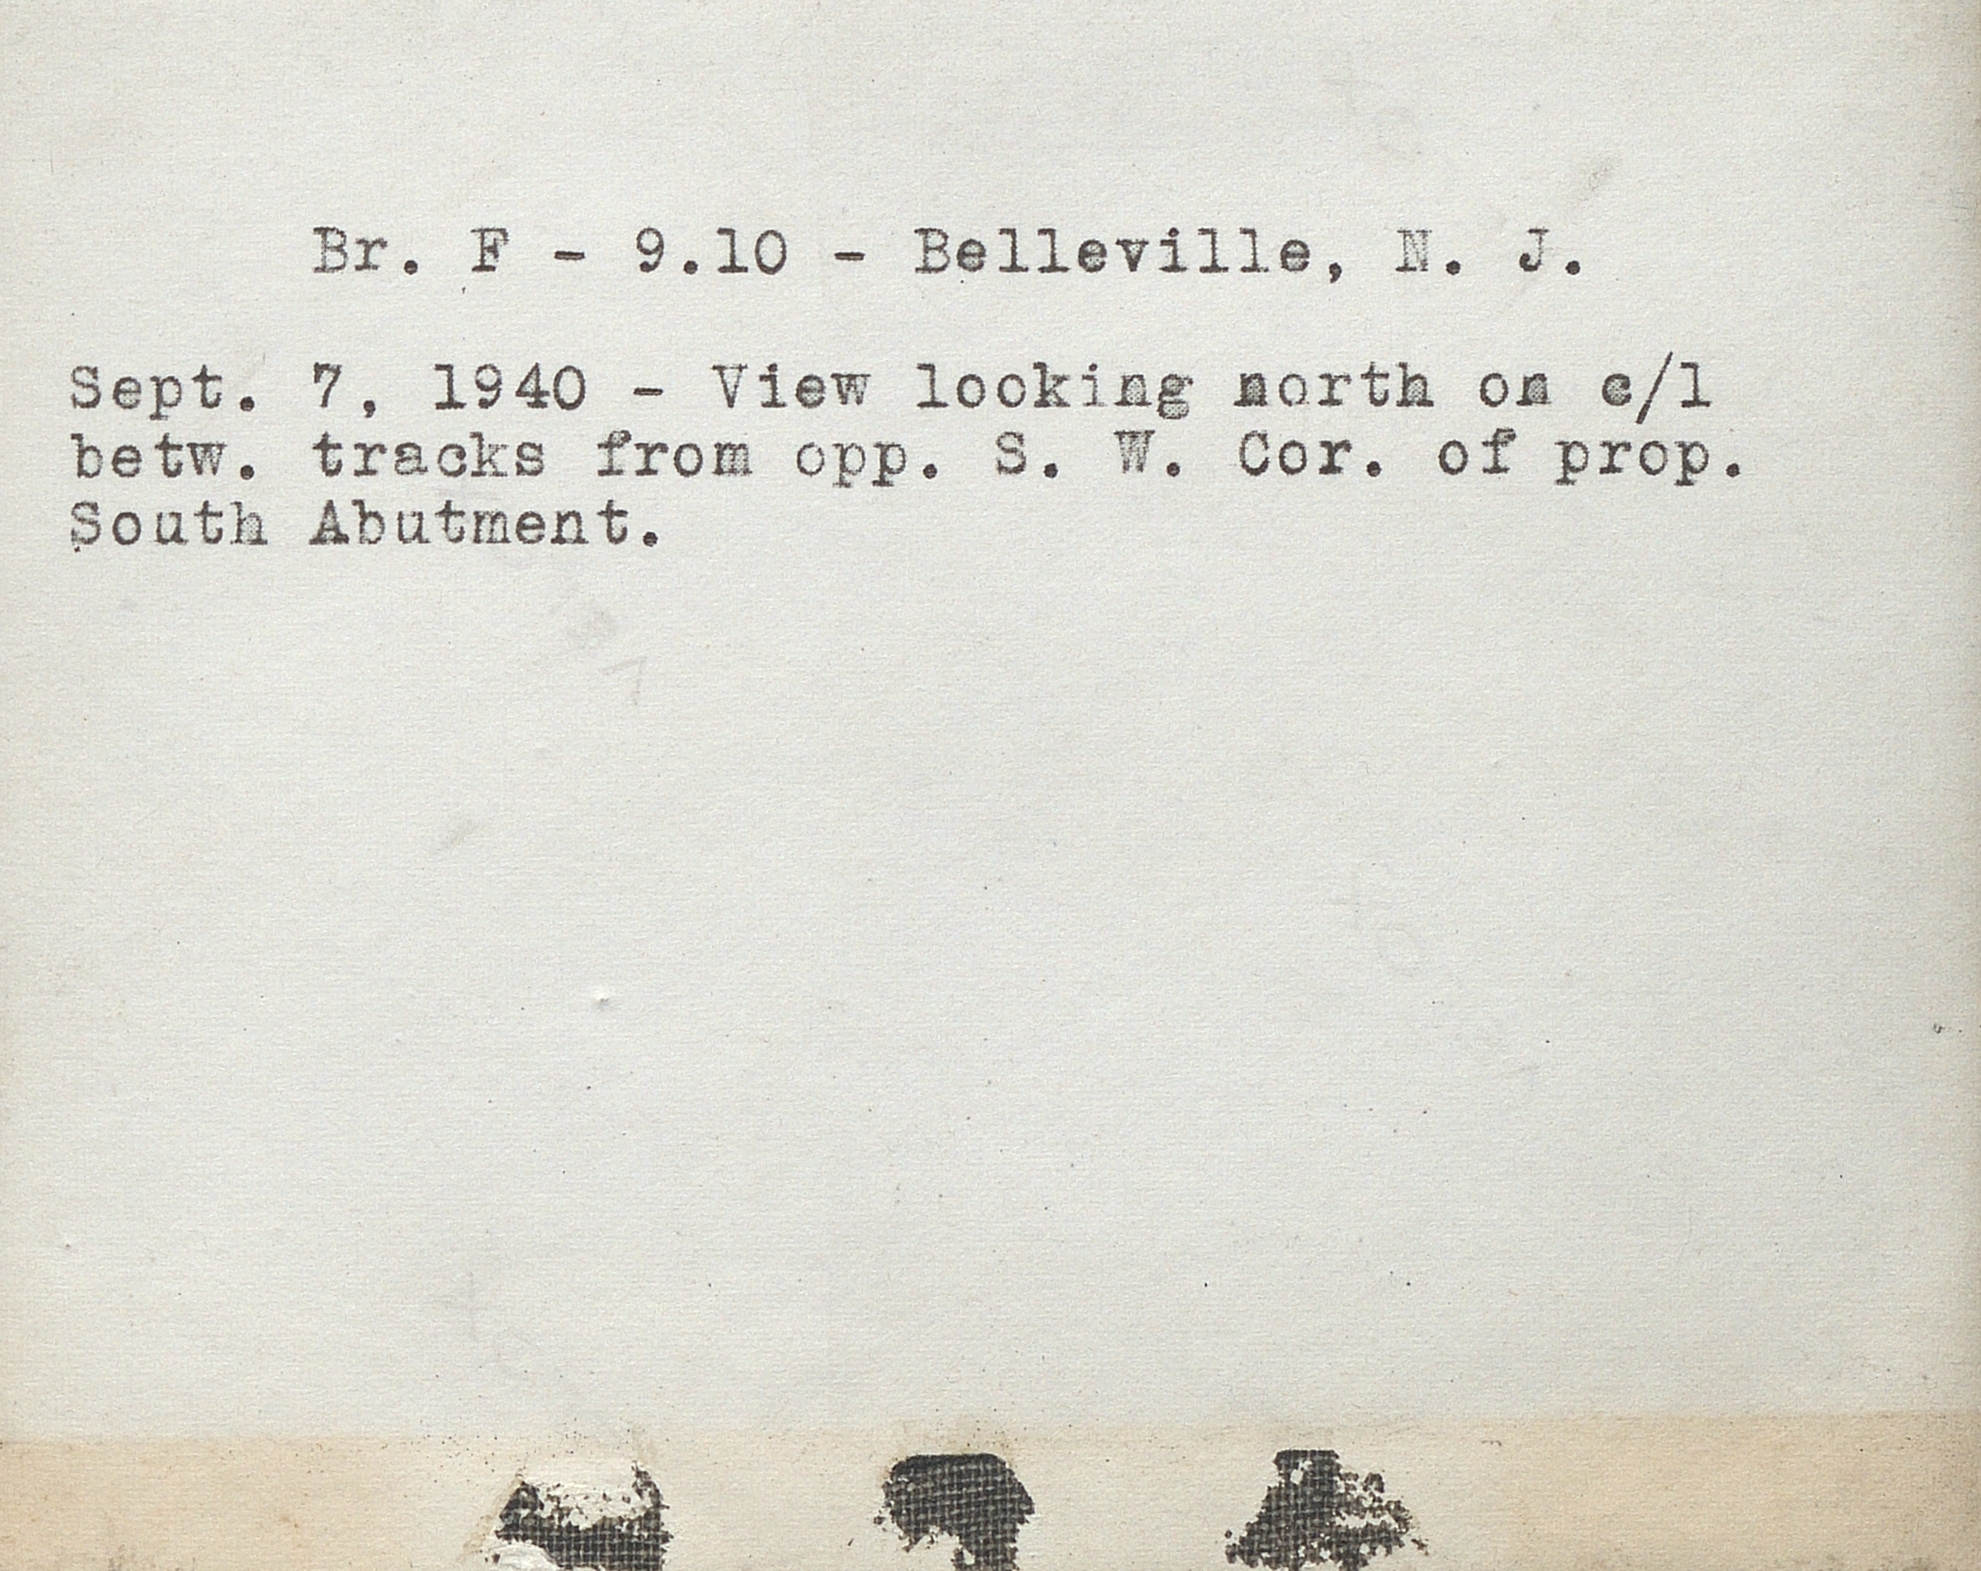 Br. F - 9.10 - Belleville, N. J.
Sept. 7, 1940 - View looking north on c/l
betw. tracks from opp. S. W. Cor. of prop.
South Abutment.